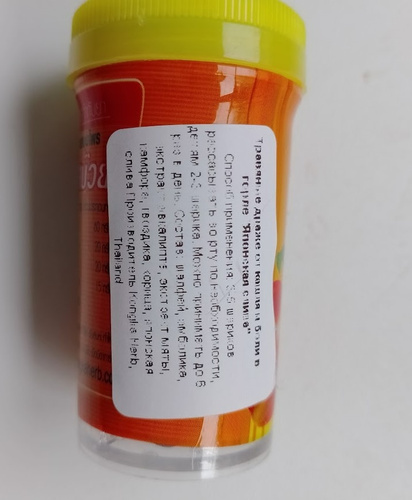 Травяные драже от кашля и боли в
горле "Японская слива"
Способ применения: 3-5 шариков
рассасывать во рту по необходимости,
детям 2-3 шарика. Можно принимать до 6
раз в день. Состав: шалфей, эмблика,
экстракт эвкалипта, экстракт мяты,
камфора, гвоздика, корица, японская
слива Производитель Kongka Herb,
Thailand